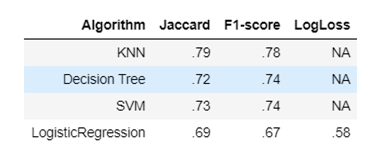 Algorithm Jaccard F1-score LogLoss
KNN .79 .78 NA
Decision Tree .72 .74 NA
SVM .73 .74 NA
LogisticRegression .69 .67 .58